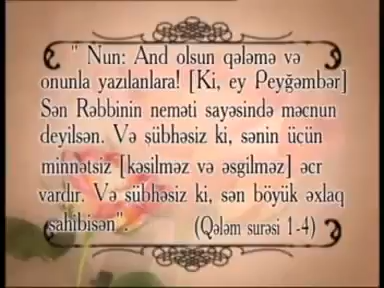 " Nun: And olsun qələmə və
onunla yazılanlara! [Ki, ey Peyğəmbər]
Sən Rəbbinin neməti sayəsində məcnun
deyilsən. Və şübhəsiz ki, sənin üçün
minnətsiz [kəsilməz və əsgilməz] əcr
vardır. Və şübhəsiz ki, sən böyük əxlaq
sahibisən".
(Qələm surəsi 1-4)